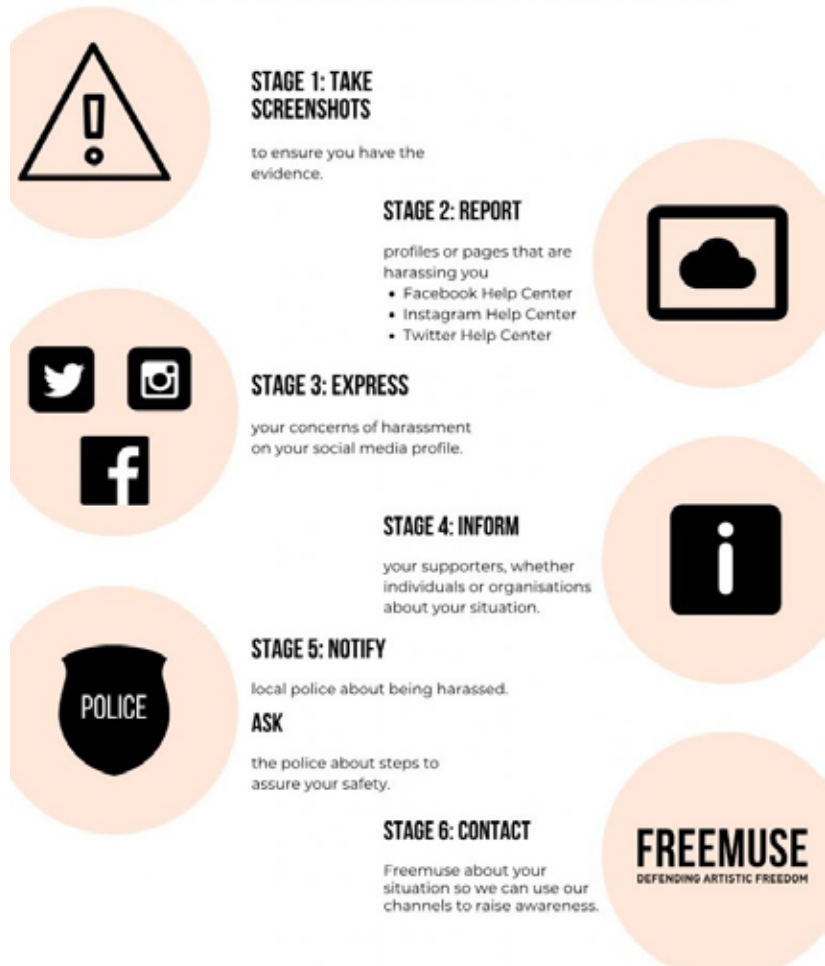 STAGE 1: TAKE
SCREENSHOTS
to ensure you have the
evidence.
STAGE 2: REPORT
profiles or pages that are
harassing you
• Facebook Help Center
• Instagram Help Center
• Twitter Help Center
STAGE 3: EXPRESS
your concerns of harassment
on your social media profile.
STAGE 4: INFORM
your supporters, whether
individuals or organisations
about your situation.
STAGE 5: NOTIFY
local police about being harassed.
POLICE
ASK
the police about steps to
assure your safety.
STAGE 6: CONTACT
Freemuse about your
situation so we can use our
channels to raise awareness.
FREEMUSE
DEFENDING ARTISTIC FREEDOM